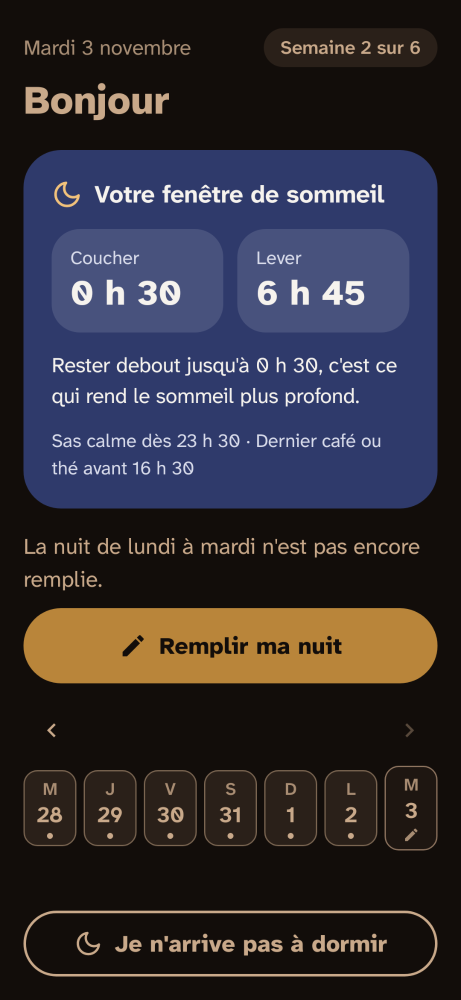 Mardi 3 novembre
Semaine 2 sur 6
Bonjour
Votre fenêtre de sommeil
Coucher
0 h 30
Lever
6 h 45
Rester debout jusqu'à 0 h 30, c'est ce
qui rend le sommeil plus profond.
Sas calme dès 23 h 30 · Dernier café ou
thé avant 16 h 30
La nuit de lundi à mardi n'est pas encore
remplie.
Remplir ma nuit
M J V S D L M
28 29 30 31 1 2 3
Je n'arrive pas à dormir